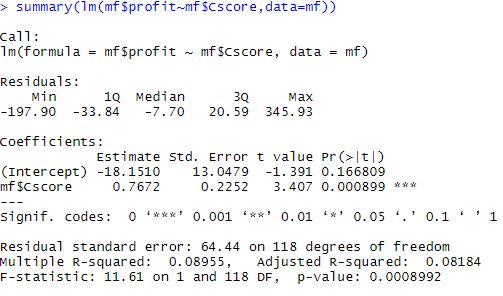 > summary(lm(mf$profit~mf$Cscore,data=mf))
Call:
lm(formula = mf$profit ~ mf$Cscore, data = mf)
Residuals:
    Min      1Q  Median      3Q     Max
-197.90  -33.84   -7.70   20.59  345.93
Coefficients:
            Estimate Std. Error t value Pr(>|t|)
(Intercept) -18.1510    13.0479  -1.391 0.166809
mf$Cscore     0.7672     0.2252   3.407 0.000899 ***
---
Signif. codes:  0 ‘***’ 0.001 ‘**’ 0.01 ‘*’ 0.05 ‘.’ 0.1 ‘ ’ 1
Residual standard error: 64.44 on 118 degrees of freedom
Multiple R-squared:  0.08955,	Adjusted R-squared:  0.08184
F-statistic: 11.61 on 1 and 118 DF,  p-value: 0.0008992